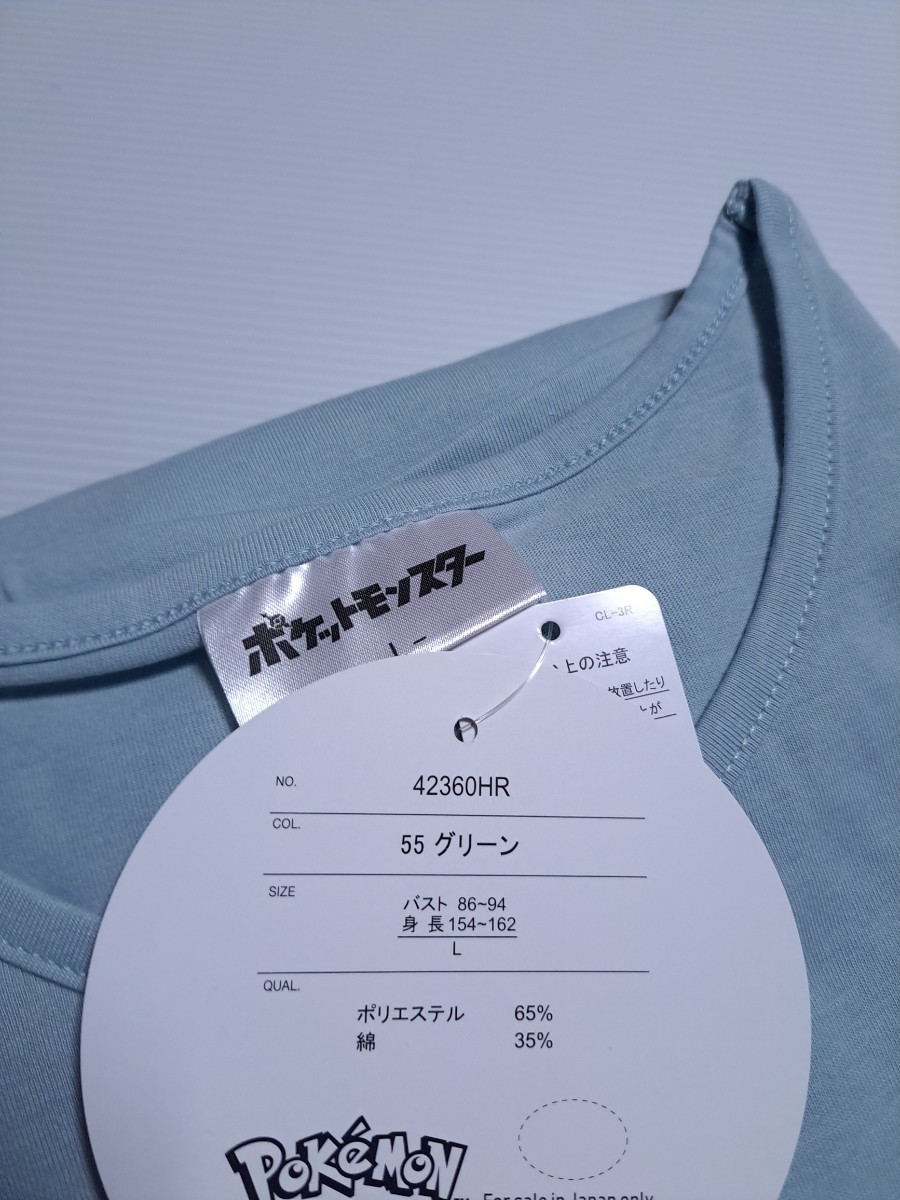 ポケットモンスター
L
CL-3R
上の注意
放置したり
が
NO. 42360HR
COL. 55 グリーン
SIZE
バスト 86~94
身 長 154~162
L
QUAL.
ポリエステル 65%
綿 35%
POKéMON
For sale in Japan only